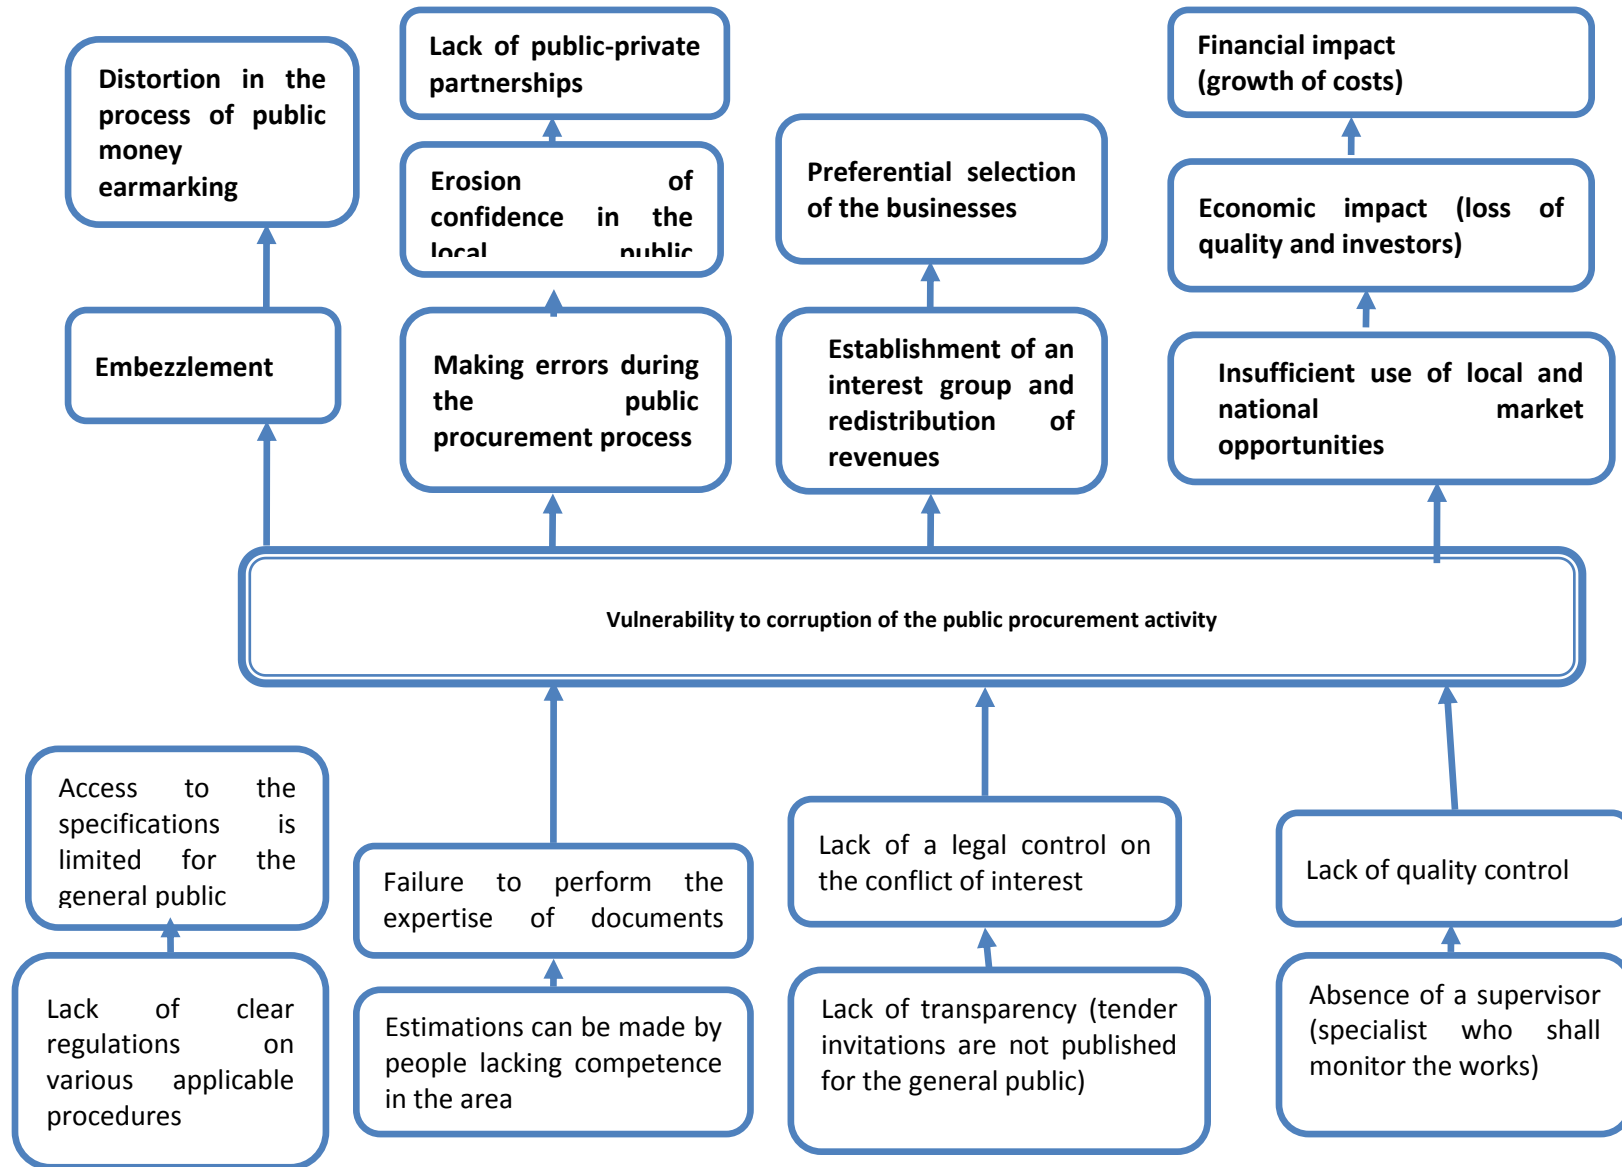 Distortion in the
process of public
money
earmarking
Lack of public-private
partnerships
Erosion of
confidence in the
local public
Preferential selection
of the businesses
Financial impact
(growth of costs)
Economic impact (loss of
quality and investors)
Embezzlement
Making errors during
the public
procurement process
Establishment of an
interest group and
redistribution of
revenues
Insufficient use of local and
national market
opportunities
Vulnerability to corruption of the public procurement activity
Access to the
specifications is
limited for the
general public
Failure to perform the
expertise of documents
Lack of a legal control on
the conflict of interest
Lack of quality control
Lack of clear
regulations on
various applicable
procedures
Estimations can be made by
people lacking competence
in the area
Lack of transparency (tender
invitations are not published
for the general public)
Absence of a supervisor
(specialist who shall
monitor the works)